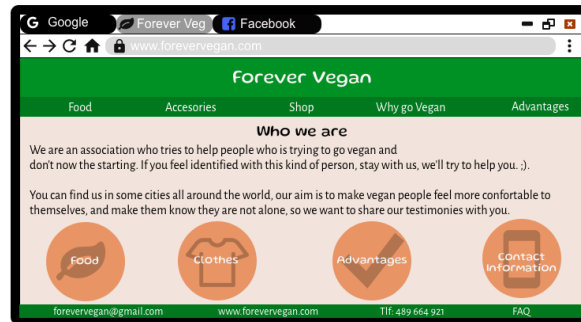 G Google Forever Veg Facebook
www.forevervegan.com
Forever Vegan
Food Accesories Shop Why go Vegan Advantages
Who we are
We are an association who tries to help people who is trying to go vegan and
don't now the starting. If you feel identified with this kind of person, stay with us, we'll try to help you. ;).
You can find us in some cities all around the world, our aim is to make vegan people feel more confortable to
themselves, and make them know they are not alone, so we want to share our testimonies with you.
Food Clothes Advantages Contact
Information
forevervegan@gmail.com www.forevervegan.com Tlf: 489 664 921 FAQ